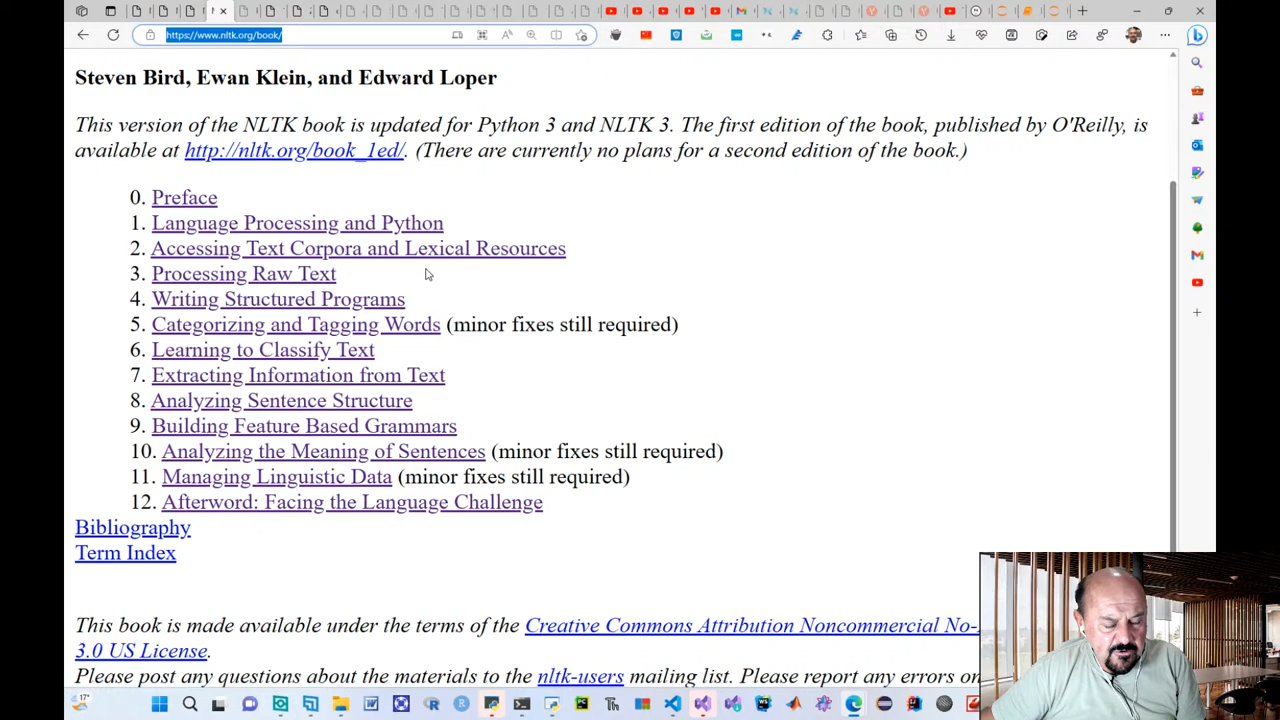 https://www.nltk.org/book/
Steven Bird, Ewan Klein, and Edward Loper
This version of the NLTK book is updated for Python 3 and NLTK 3. The first edition of the book, published by O'Reilly, is
available at http://nltk.org/book_1ed/. (There are currently no plans for a second edition of the book.)
0. Preface
1. Language Processing and Python
2. Accessing Text Corpora and Lexical Resources
3. Processing Raw Text
4. Writing Structured Programs
5. Categorizing and Tagging Words (minor fixes still required)
6. Learning to Classify Text
7. Extracting Information from Text
8. Analyzing Sentence Structure
9. Building Feature Based Grammars
10. Analyzing the Meaning of Sentences (minor fixes still required)
11. Managing Linguistic Data (minor fixes still required)
12. Afterword: Facing the Language Challenge
Bibliography
Term Index
This book is made available under the terms of the Creative Commons Attribution Noncommercial No-
3.0 US License.
Please post any questions about the materials to the nltk-users mailing list. Please report any errors on
17°